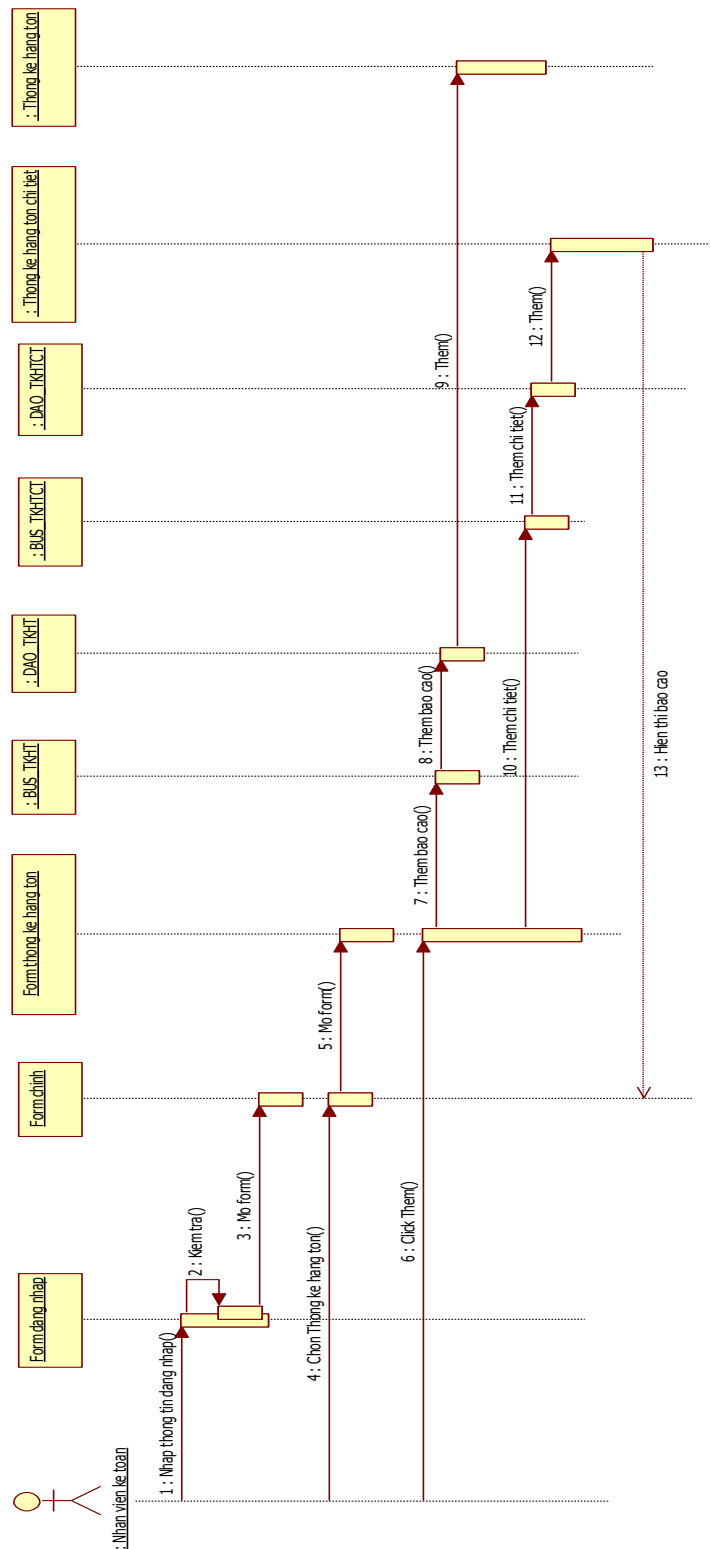 : Nhan vien ke toan
Form dang nhap
Form chinh
Form thong ke hang ton
: BUS_TKHT
: DAO_TKHT
: BUS_TKHTCT
: DAO_TKHTCT
: Thong ke hang ton chi tiet
: Thong ke hang ton
1 : Nhap thong tin dang nhap()
2 : Kiem tra()
3 : Mo form()
4 : Chon Thong ke hang ton()
5 : Mo form()
6 : Click Them()
7 : Them bao cao()
8 : Them bao cao()
9 : Them()
10 : Them chi tiet()
11 : Them chi tiet()
12 : Them()
13 : Hien thi bao cao